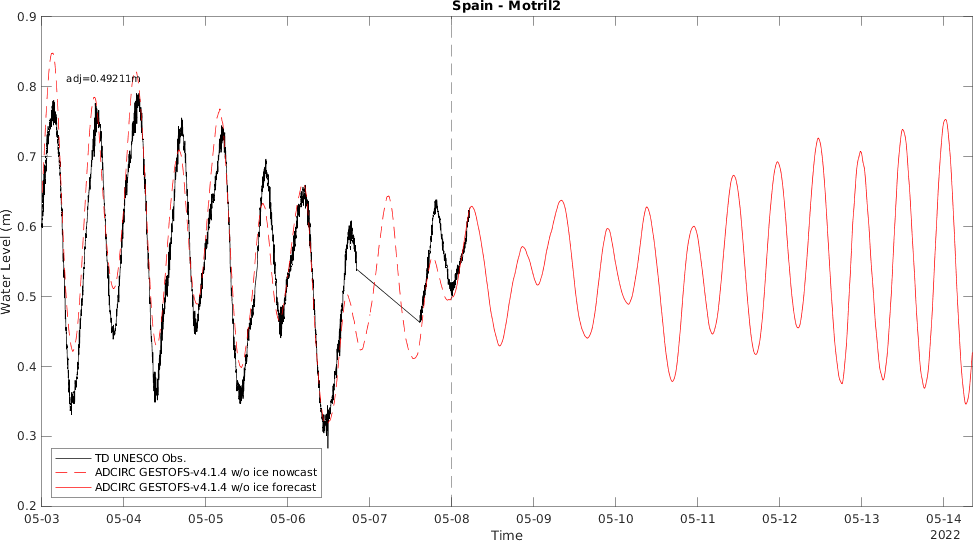 Spain - Motril2
0.9
0.8
0.7
0.6
0.5
0.4
0.3
0.2
Water Level (m)
adj=0.49211m
TD UNESCO Obs.
ADCIRC GESTOFS-v4.1.4 w/o ice nowcast
ADCIRC GESTOFS-v4.1.4 w/o ice forecast
05-03 05-04 05-05 05-06 05-07 05-08 05-09 05-10 05-11 05-12 05-13 05-14
2022
Time